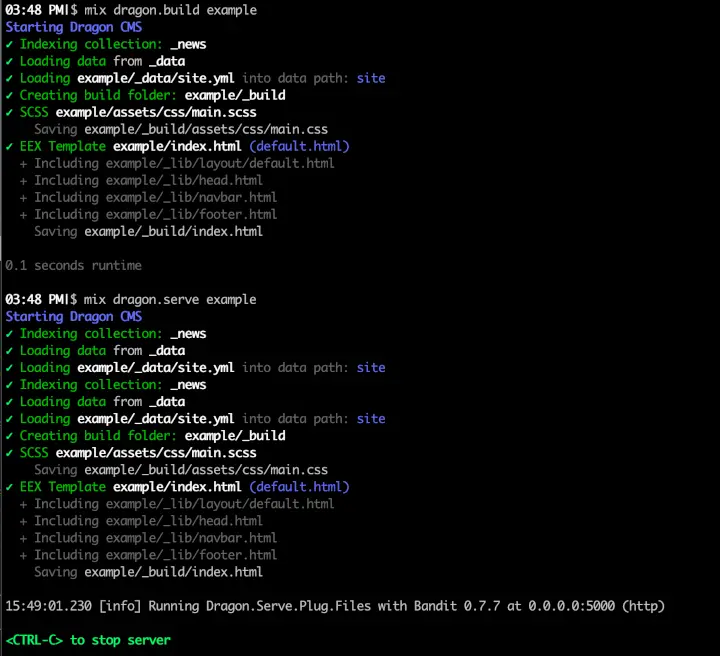 03:48 PM|$ mix dragon.build example
Starting Dragon CMS
✓ Indexing collection: _news
✓ Loading data from _data
✓ Loading example/_data/site.yml into data path: site
✓ Creating build folder: example/_build
✓ SCSS example/assets/css/main.scss
Saving example/_build/assets/css/main.css
✓ EEX Template example/index.html (default.html)
+ Including example/_lib/layout/default.html
+ Including example/_lib/head.html
+ Including example/_lib/navbar.html
+ Including example/_lib/footer.html
Saving example/_build/index.html
0.1 seconds runtime
03:48 PM|$ mix dragon.serve example
Starting Dragon CMS
✓ Indexing collection: _news
✓ Loading data from _data
✓ Loading example/_data/site.yml into data path: site
✓ Indexing collection: _news
✓ Loading data from _data
✓ Loading example/_data/site.yml into data path: site
✓ Creating build folder: example/_build
✓ SCSS example/assets/css/main.scss
Saving example/_build/assets/css/main.css
✓ EEX Template example/index.html (default.html)
+ Including example/_lib/layout/default.html
+ Including example/_lib/head.html
+ Including example/_lib/navbar.html
+ Including example/_lib/footer.html
Saving example/_build/index.html
15:49:01.230 [info] Running Dragon.Serve.Plug.Files with Bandit 0.7.7 at 0.0.0.0:5000 (http)
<CTRL-C> to stop server